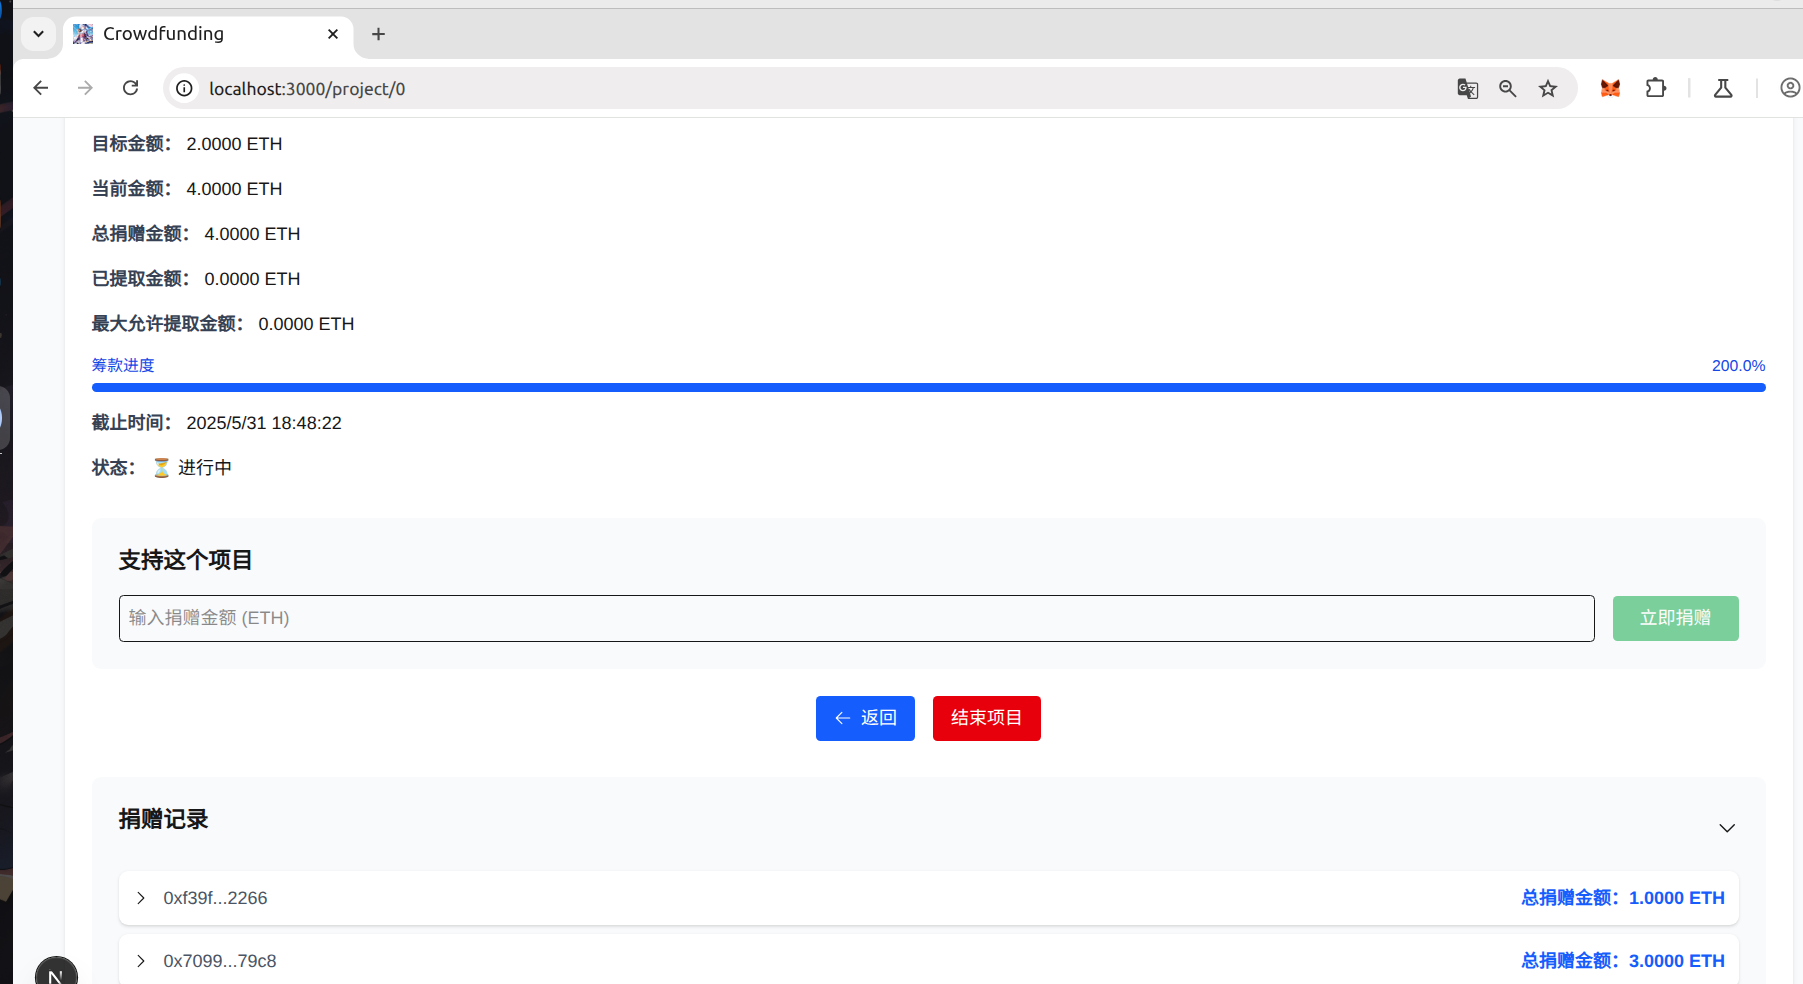 Crowdfunding
localhost:3000/project/0
目标金额： 2.0000 ETH
当前金额： 4.0000 ETH
总捐赠金额： 4.0000 ETH
已提取金额： 0.0000 ETH
最大允许提取金额： 0.0000 ETH
筹款进度 200.0%
截止时间： 2025/5/31 18:48:22
状态： ⏳ 进行中
支持这个项目
输入捐赠金额 (ETH) 立即捐赠
← 返回 结束项目
捐赠记录
0xf39f...2266 总捐赠金额：1.0000 ETH
0x7099...79c8 总捐赠金额：3.0000 ETH
N